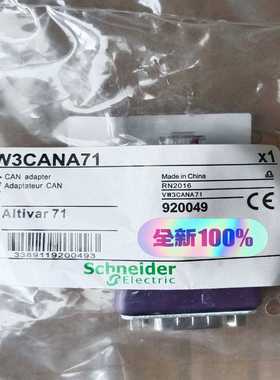 W3CANA71
x1
CAN adapter
Adaptateur CAN
Made in China
RN2016
VW3CANA71
920049
Altivar 71
全新100%
3389119200493
Schneider
Electric